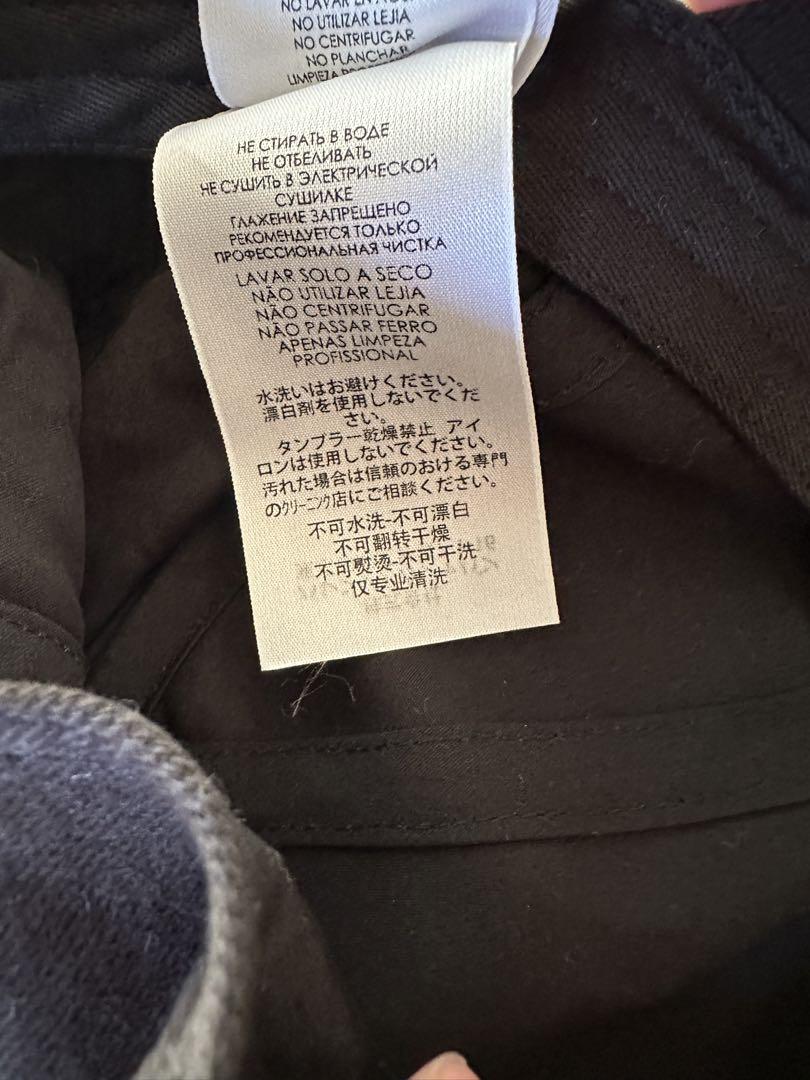 NO LAVAR EN
NO UTILIZAR LEJIA
NO CENTRIFUGAR
NO PLANCHAR
LIMPIEZA
НЕ СТИРАТЬ В ВОДЕ
НЕ ОТБЕЛИВАТЬ
НЕ СУШИТЬ В ЭЛЕКТРИЧЕСКОЙ
СУШИЛКЕ
ГЛАЖЕНИЕ ЗАПРЕЩЕНО
РЕКОМЕНДУЕТСЯ ТОЛЬКО
ПРОФЕССИОНАЛЬНАЯ ЧИСТКА
LAVAR SOLO A SECO
NÃO UTILIZAR LEJIA
NÃO CENTRIFUGAR
NÃO PASSAR FERRO
APENAS LIMPEZA
PROFISSIONAL
水洗いはお避けください。
漂白剤を使用しないでくだ
さい。
タンブラー乾燥禁止 アイ
ロンは使用しないでください。
汚れた場合は信頼のおける専門
のｸﾘｰﾆﾝｸﾞ店にご相談ください。
不可水洗-不可漂白
不可翻转干燥
不可熨烫-不可干洗
仅专业清洗